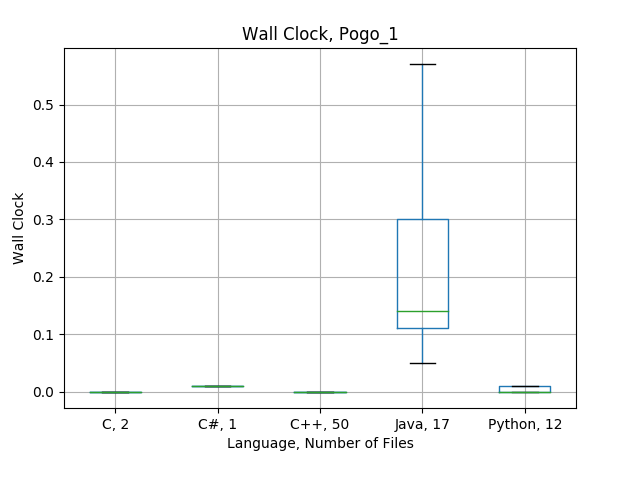 Wall Clock, Pogo_1
Wall Clock
0.5
0.4
0.3
0.2
0.1
0.0
C, 2
C#, 1
C++, 50
Java, 17
Python, 12
Language, Number of Files